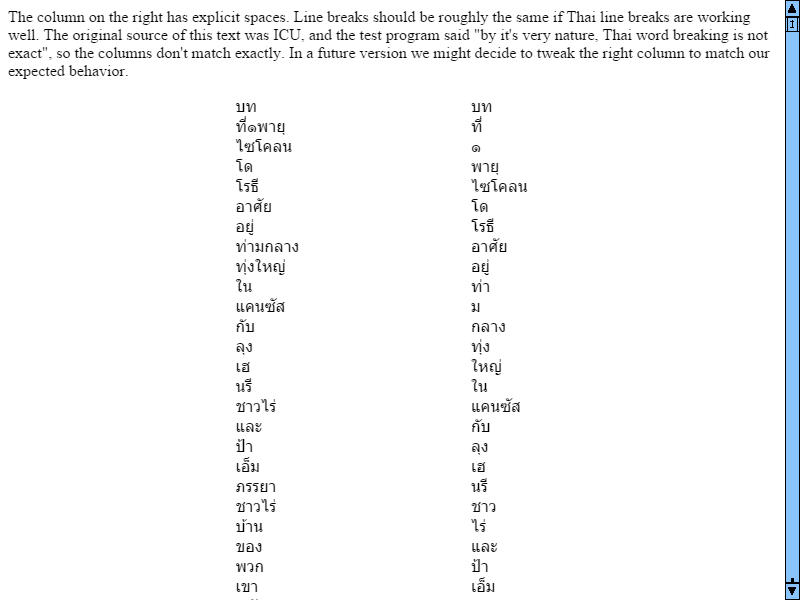 The column on the right has explicit spaces. Line breaks should be roughly the same if Thai line breaks are working
well. The original source of this text was ICU, and the test program said "by it's very nature, Thai word breaking is not
exact", so the columns don't match exactly. In a future version we might decide to tweak the right column to match our
expected behavior.
บท บท
ที่๑พายุ ที่
ไซโคลน ๑
โด พายุ
โรธี ไซโคลน
อาศัย โด
อยู่ โรธี
ท่ามกลาง อาศัย
ทุ่งใหญ่ อยู่
ใน ท่า
แคนซัส ม
กับ กลาง
ลุง ทุ่ง
เฮ ใหญ่
นรี ใน
ชาวไร่ แคนซัส
และ กับ
ป้า ลุง
เอ็ม เฮ
ภรรยา นรี
ชาวไร่ ชาว
บ้าน ไร่
ของ และ
พวก ป้า
เขา เอ็ม